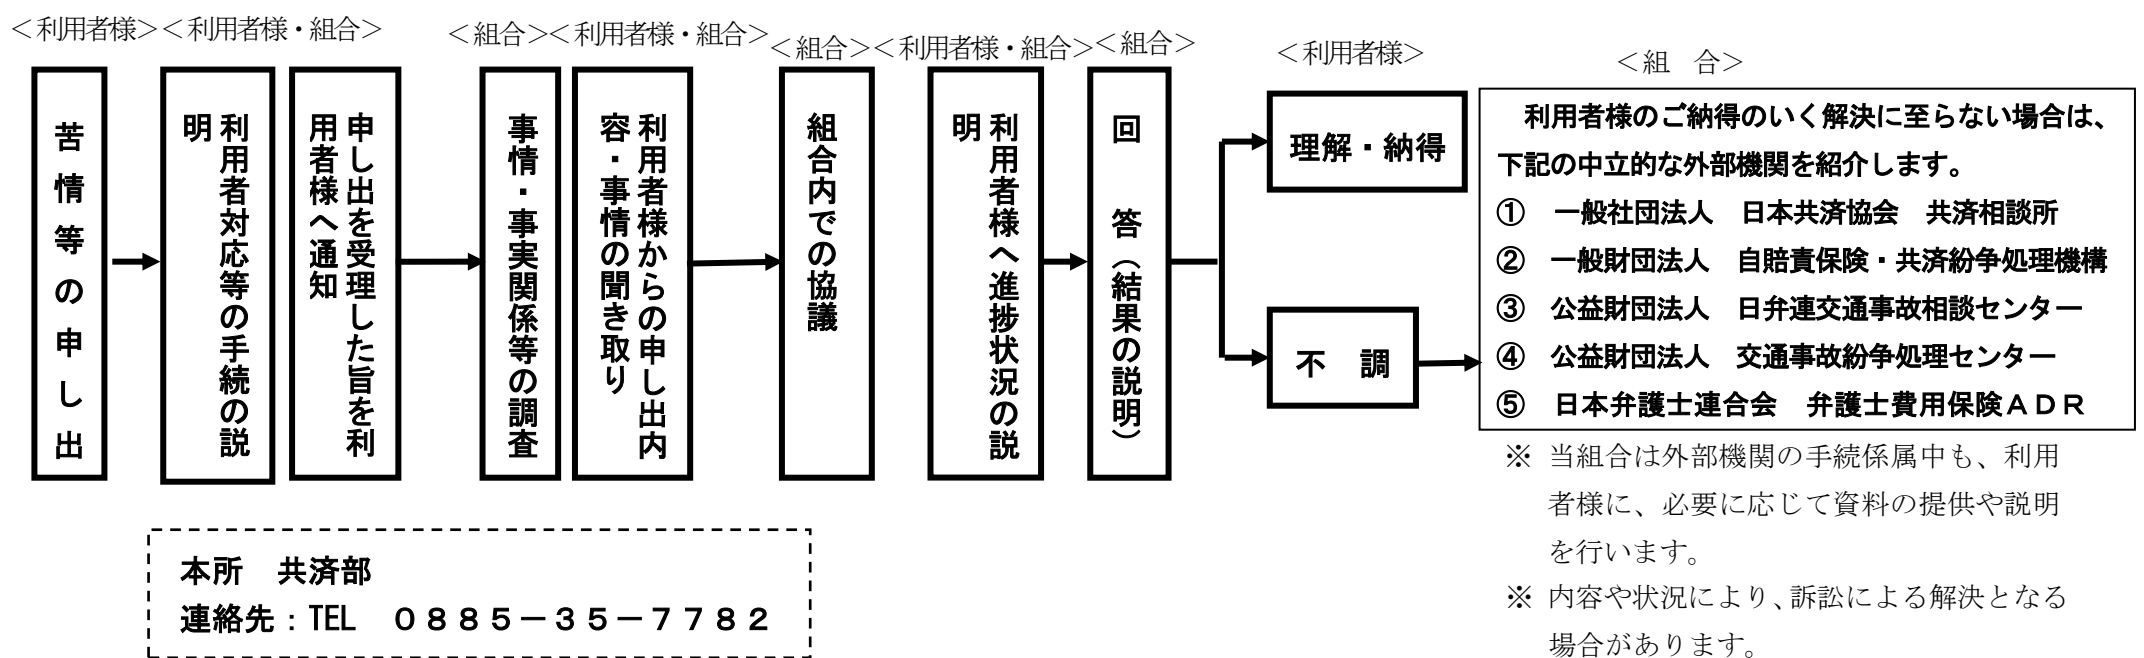 ＜利用者様＞
＜利用者様・組合＞
＜組合＞
＜利用者様・組合＞
＜組合＞
＜利用者様・組合＞
＜組合＞
＜利用者様＞
＜組　合＞
苦情等の申し出
利用者対応等の手続の説
明
申し出を受理した旨を利
用者様へ通知
事情・事実関係等の調査
利用者様からの申し出内
容・事情の聞き取り
組合内での協議
利用者様へ進捗状況の説
明
回　答（結果の説明）
理解・納得
不　調
利用者様のご納得のいく解決に至らない場合は、
下記の中立的な外部機関を紹介します。
①　一般社団法人　日本共済協会　共済相談所
②　一般財団法人　自賠責保険・共済紛争処理機構
③　公益財団法人　日弁連交通事故相談センター
④　公益財団法人　交通事故紛争処理センター
⑤　日本弁護士連合会　弁護士費用保険ＡＤＲ
※ 当組合は外部機関の手続係属中も、利用
者様に、必要に応じて資料の提供や説明
を行います。
※ 内容や状況により、訴訟による解決となる
場合があります。
本所　共済部
連絡先：TEL　０８８５－３５－７７８２